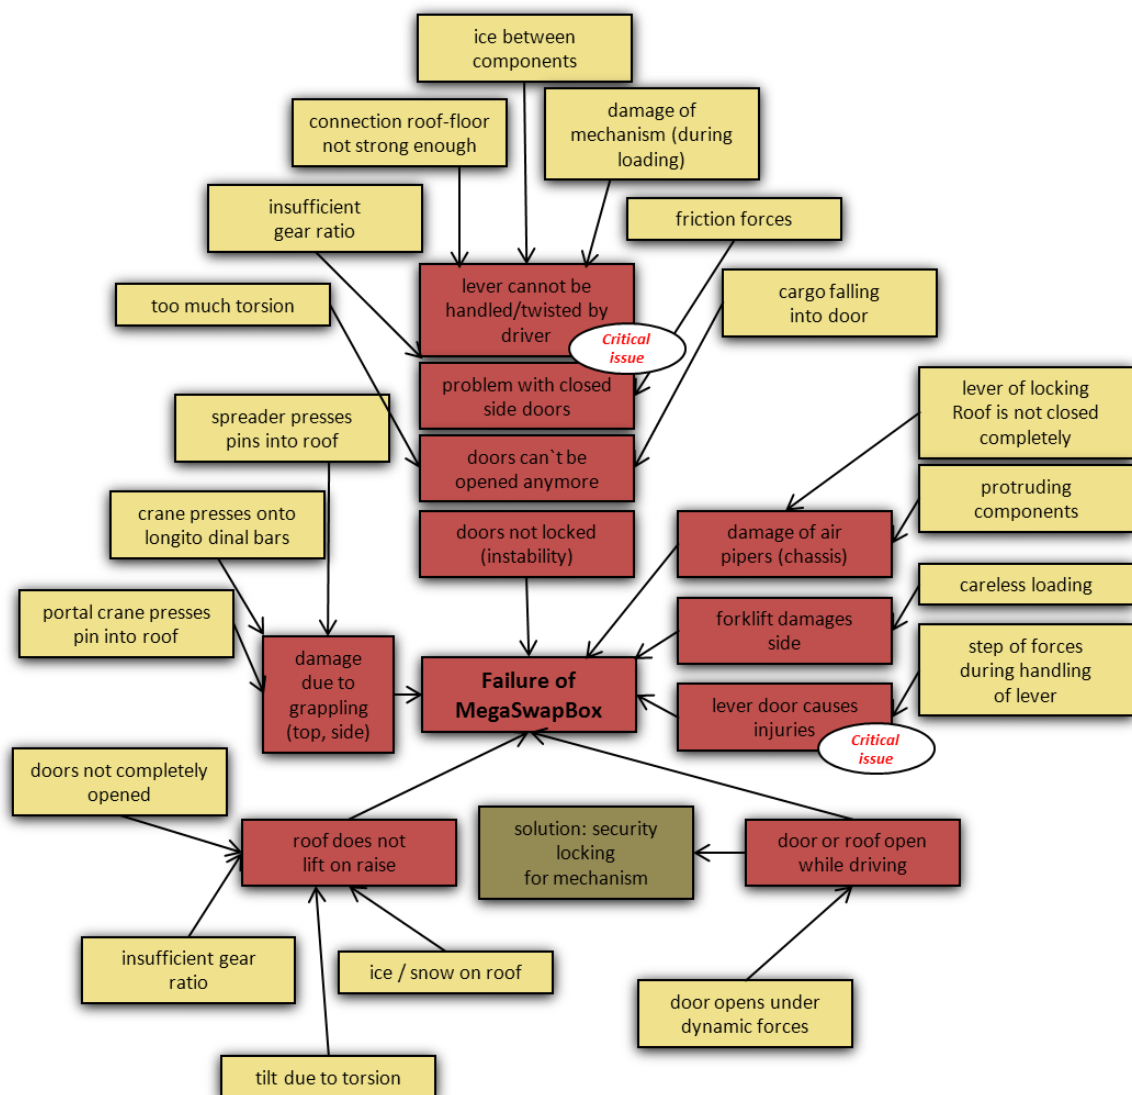 ice between
components
connection roof-floor
not strong enough
damage of
mechanism (during
loading)
insufficient
gear ratio
friction forces
too much torsion
lever cannot be
handled/twisted by
driver
cargo falling
into door
Critical
issue
problem with closed
side doors
lever of locking
Roof is not closed
completely
spreader presses
pins into roof
doors can`t be
opened anymore
protruding
components
crane presses onto
longito dinal bars
doors not locked
(instability)
damage of air
pipers (chassis)
careless loading
portal crane presses
pin into roof
forklift damages
side
step of forces
during handling
of lever
damage
due to
grappling
(top, side)
Failure of
MegaSwapBox
lever door causes
injuries
Critical
issue
doors not completely
opened
roof does not
lift on raise
solution: security
locking
for mechanism
door or roof open
while driving
insufficient gear
ratio
ice / snow on roof
door opens under
dynamic forces
tilt due to torsion